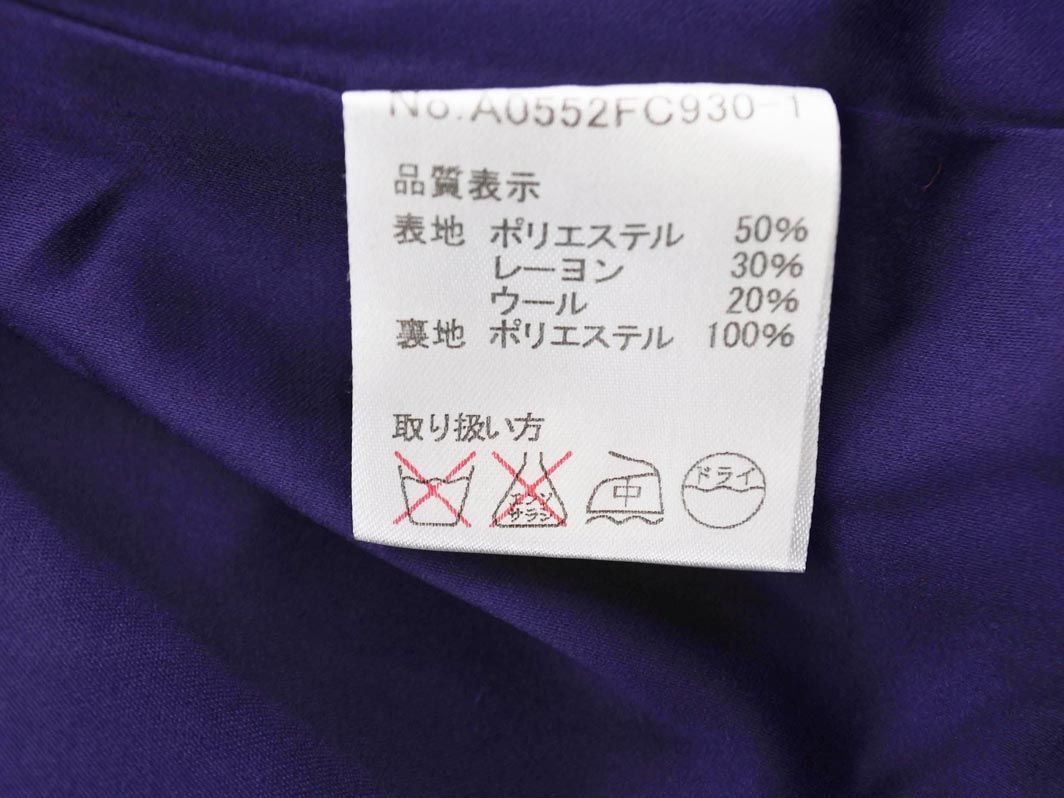 No.A0552FC930-1
品質表示
表地 ポリエステル 50%
レーヨン 30%
ウール 20%
裏地 ポリエステル 100%
取り扱い方
エンソ
サラシ
中
ドライ